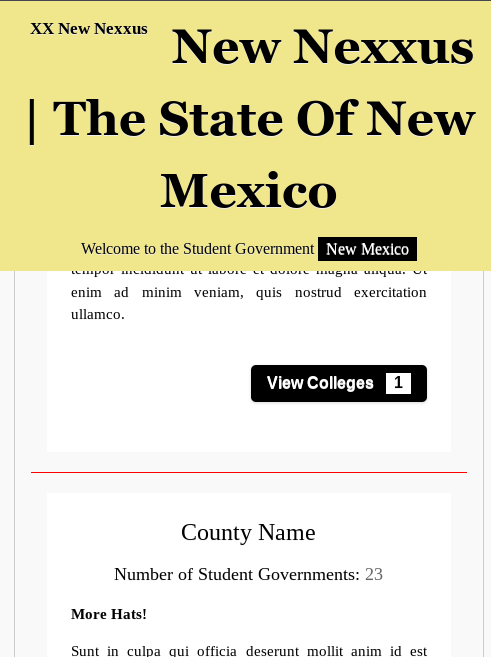 XX New Nexxus
New Nexxus
| The State Of New
Mexico
Welcome to the Student Government New Mexico
tempor incididunt ut labore et dolore magna aliqua. Ut
enim ad minim veniam, quis nostrud exercitation
ullamco.
View Colleges 1
County Name
Number of Student Governments: 23
More Hats!
Sunt in culpa qui officia deserunt mollit anim id est